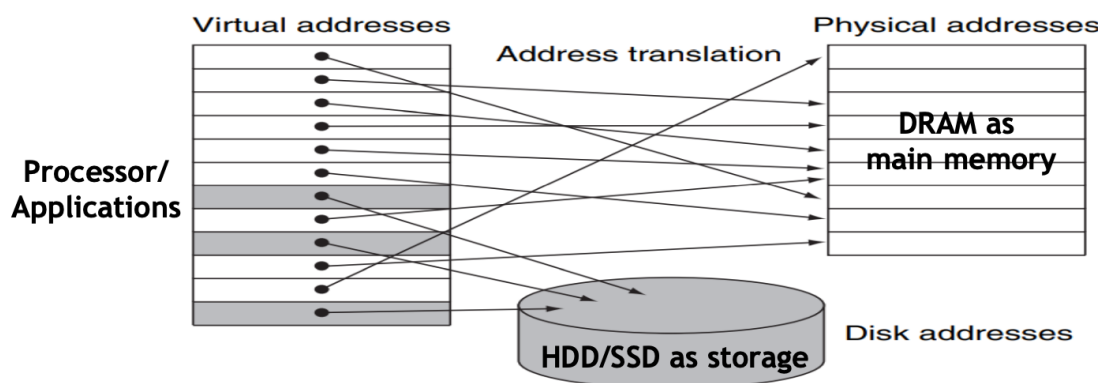 Virtual addresses
Physical addresses
Address translation
Processor/
Applications
DRAM as
main memory
HDD/SSD as storage
Disk addresses